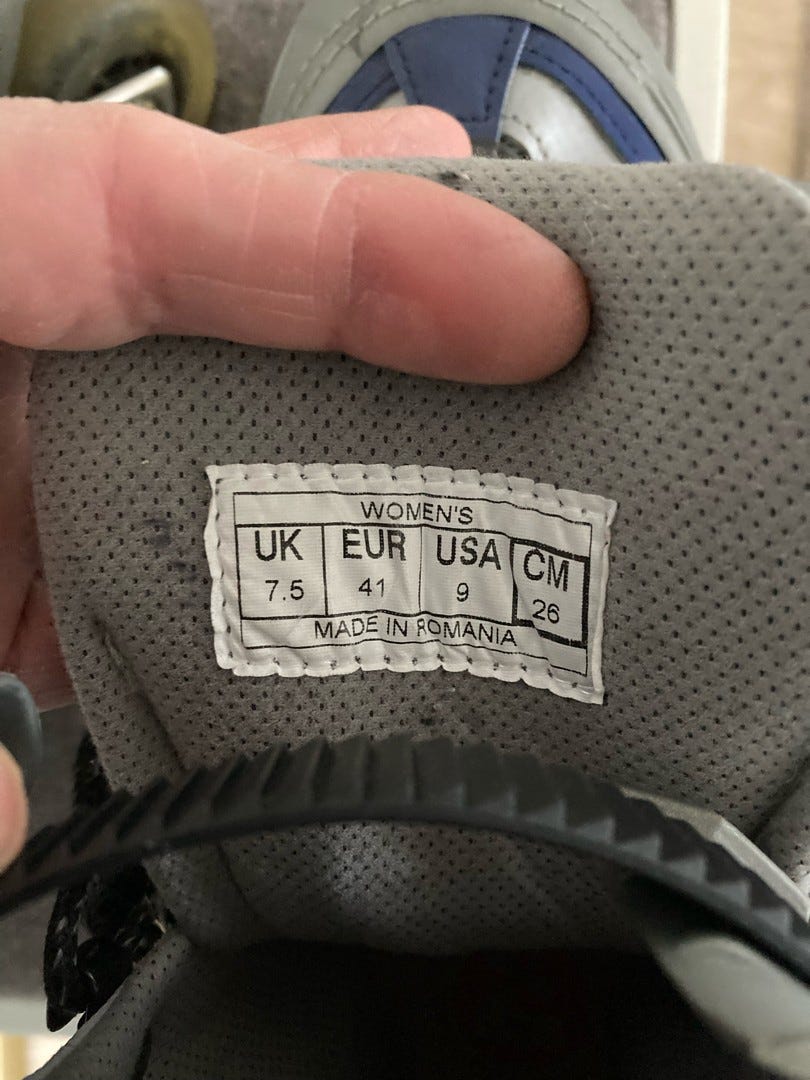 WOMEN'S
UK EUR USA CM
7.5 41 9 26
MADE IN ROMANIA